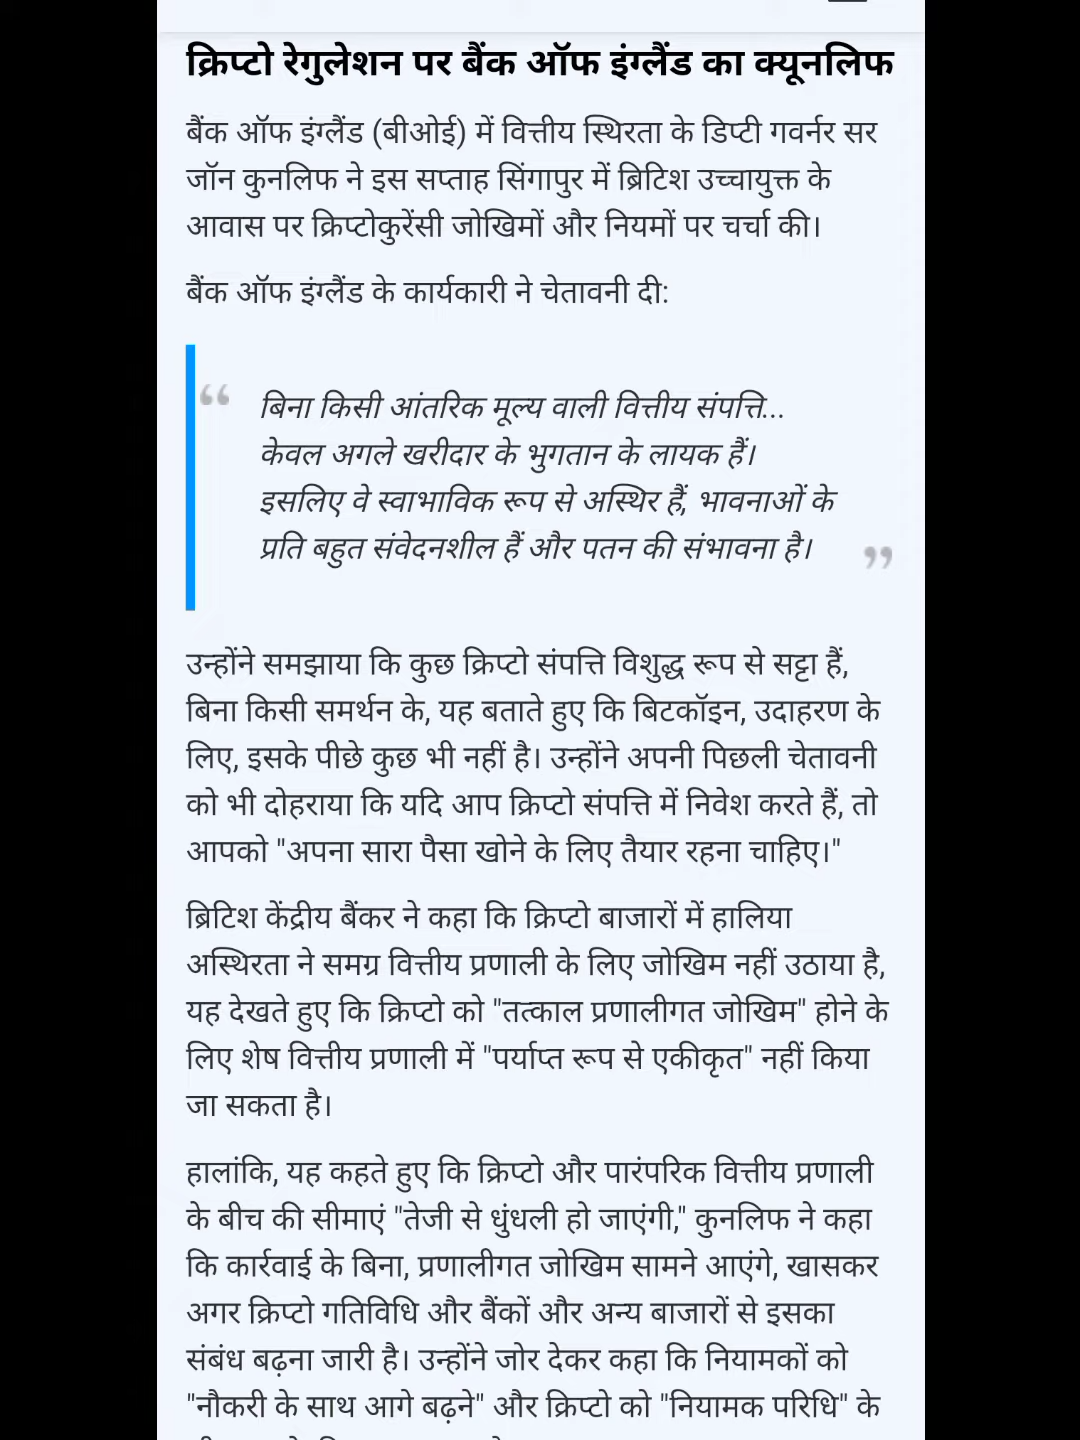 क्रिप्टो रेगुलेशन पर बैंक ऑफ इंग्लैंड का क्यूनलिफ
बैंक ऑफ इंग्लैंड (बीओई) में वित्तीय स्थिरता के डिप्टी गवर्नर सर
जॉन कुनलिफ ने इस सप्ताह सिंगापुर में ब्रिटिश उच्चायुक्त के
आवास पर क्रिप्टोकुरेंसी जोखिमों और नियमों पर चर्चा की।
बैंक ऑफ इंग्लैंड के कार्यकारी ने चेतावनी दी:
“ बिना किसी आंतरिक मूल्य वाली वित्तीय संपत्ति...
केवल अगले खरीदार के भुगतान के लायक हैं।
इसलिए वे स्वाभाविक रूप से अस्थिर हैं, भावनाओं के
प्रति बहुत संवेदनशील हैं और पतन की संभावना है। ”
उन्होंने समझाया कि कुछ क्रिप्टो संपत्ति विशुद्ध रूप से सट्टा हैं,
बिना किसी समर्थन के, यह बताते हुए कि बिटकॉइन, उदाहरण के
लिए, इसके पीछे कुछ भी नहीं है। उन्होंने अपनी पिछली चेतावनी
को भी दोहराया कि यदि आप क्रिप्टो संपत्ति में निवेश करते हैं, तो
आपको "अपना सारा पैसा खोने के लिए तैयार रहना चाहिए।"
ब्रिटिश केंद्रीय बैंकर ने कहा कि क्रिप्टो बाजारों में हालिया
अस्थिरता ने समग्र वित्तीय प्रणाली के लिए जोखिम नहीं उठाया है,
यह देखते हुए कि क्रिप्टो को "तत्काल प्रणालीगत जोखिम" होने के
लिए शेष वित्तीय प्रणाली में "पर्याप्त रूप से एकीकृत" नहीं किया
जा सकता है।
हालांकि, यह कहते हुए कि क्रिप्टो और पारंपरिक वित्तीय प्रणाली
के बीच की सीमाएं "तेजी से धुंधली हो जाएंगी," कुनलिफ ने कहा
कि कार्रवाई के बिना, प्रणालीगत जोखिम सामने आएंगे, खासकर
अगर क्रिप्टो गतिविधि और बैंकों और अन्य बाजारों से इसका
संबंध बढ़ना जारी है। उन्होंने जोर देकर कहा कि नियामकों को
"नौकरी के साथ आगे बढ़ने" और क्रिप्टो को "नियामक परिधि" के